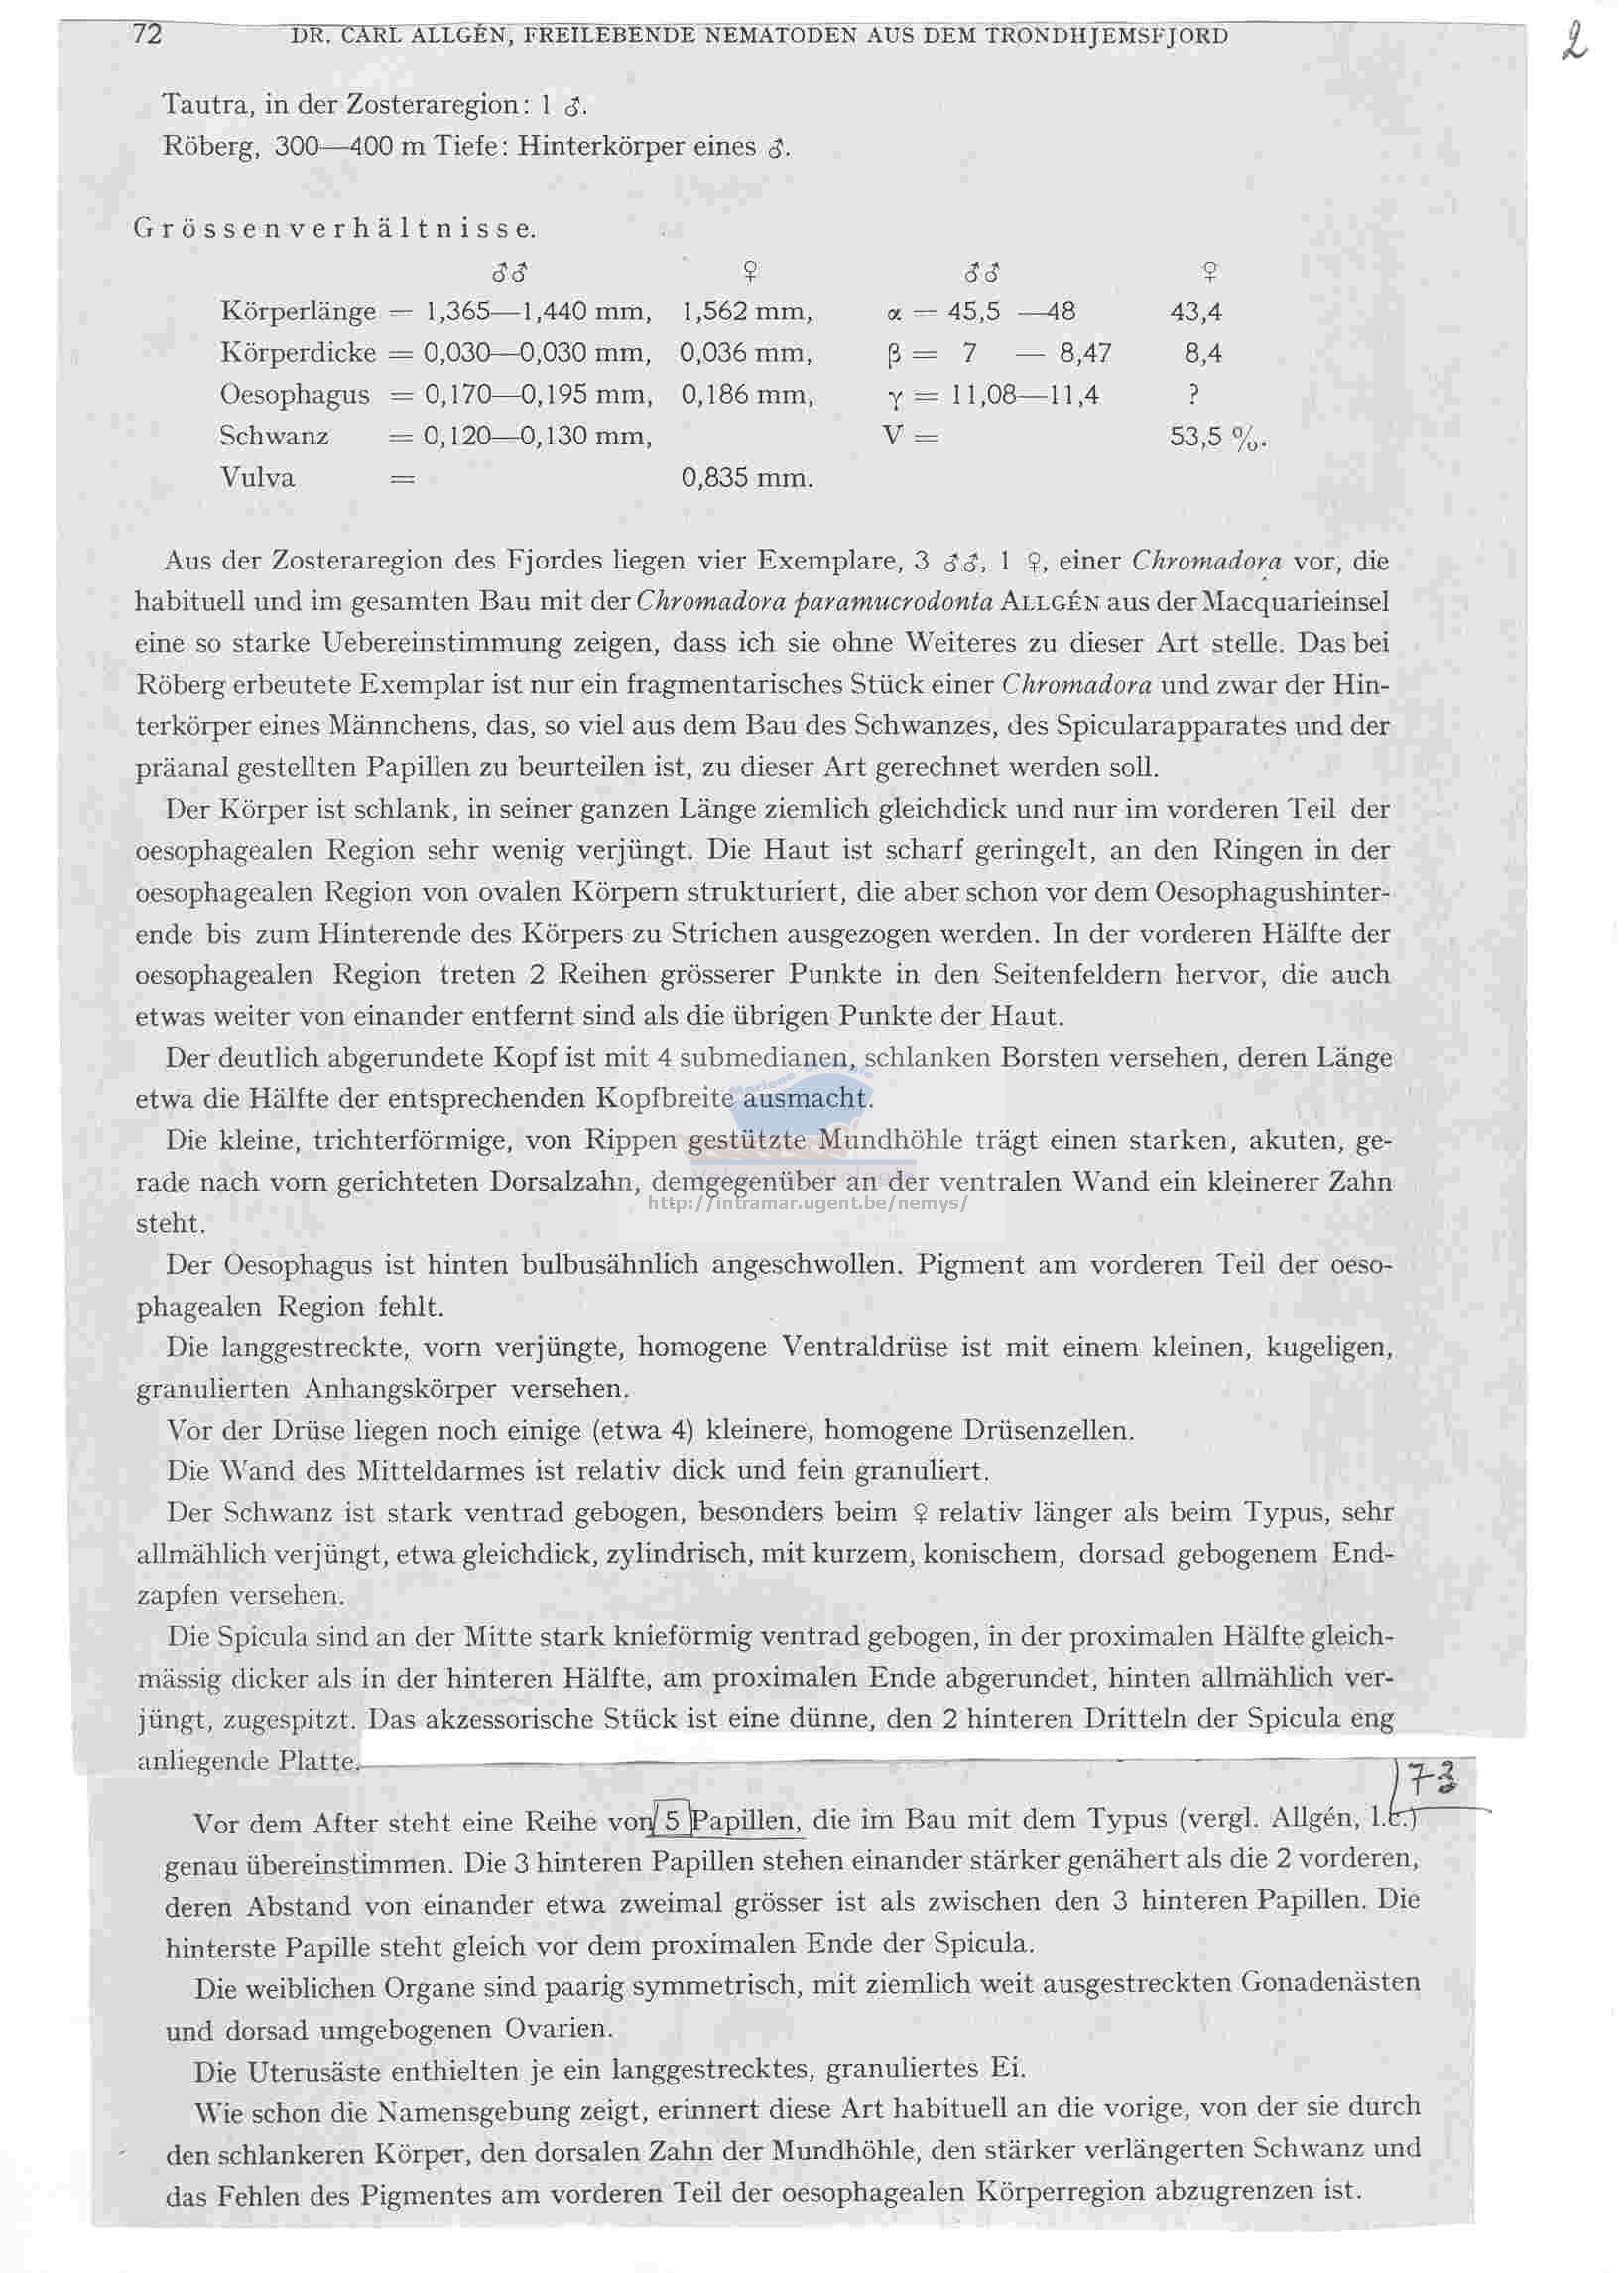 72 DR. CARL ALLGÉN, FREILEBENDE NEMATODEN AUS DEM TRONDHJEMSFJORD
2
Tautra, in der Zosteraregion: 1 ♂.
Röberg, 300—400 m Tiefe: Hinterkörper eines ♂.
Grössenverhältnisse.
♂♂ ♀ ♂♂ ♀
Körperlänge = 1,365—1,440 mm, 1,562 mm, α = 45,5 —48 43,4
Körperdicke = 0,030—0,030 mm, 0,036 mm, β = 7 — 8,47 8,4
Oesophagus = 0,170—0,195 mm, 0,186 mm, γ = 11,08—11,4 ?
Schwanz = 0,120—0,130 mm, V = 53,5 %.
Vulva = 0,835 mm.
Aus der Zosteraregion des Fjordes liegen vier Exemplare, 3 ♂♂, 1 ♀, einer Chromadora vor, die
habituell und im gesamten Bau mit der Chromadora paramucrodonta ALLGÉN aus der Macquarieinsel
eine so starke Uebereinstimmung zeigen, dass ich sie ohne Weiteres zu dieser Art stelle. Das bei
Röberg erbeutete Exemplar ist nur ein fragmentarisches Stück einer Chromadora und zwar der Hin-
terkörper eines Männchens, das, so viel aus dem Bau des Schwanzes, des Spicularapparates und der
präanal gestellten Papillen zu beurteilen ist, zu dieser Art gerechnet werden soll.
Der Körper ist schlank, in seiner ganzen Länge ziemlich gleichdick und nur im vorderen Teil der
oesophagealen Region sehr wenig verjüngt. Die Haut ist scharf geringelt, an den Ringen in der
oesophagealen Region von ovalen Körpern strukturiert, die aber schon vor dem Oesophagushinter-
ende bis zum Hinterende des Körpers zu Strichen ausgezogen werden. In der vorderen Hälfte der
oesophagealen Region treten 2 Reihen grösserer Punkte in den Seitenfeldern hervor, die auch
etwas weiter von einander entfernt sind als die übrigen Punkte der Haut.
Der deutlich abgerundete Kopf ist mit 4 submedianen, schlanken Borsten versehen, deren Länge
etwa die Hälfte der entsprechenden Kopfbreite ausmacht.
Die kleine, trichterförmige, von Rippen gestützte Mundhöhle trägt einen starken, akuten, ge-
rade nach vorn gerichteten Dorsalzahn, demgegenüber an der ventralen Wand ein kleinerer Zahn
http://intramar.ugent.be/nemys/
steht.
Der Oesophagus ist hinten bulbusähnlich angeschwollen. Pigment am vorderen Teil der oeso-
phagealen Region fehlt.
Die langgestreckte, vorn verjüngte, homogene Ventraldrüse ist mit einem kleinen, kugeligen,
granulierten Anhangskörper versehen.
Vor der Drüse liegen noch einige (etwa 4) kleinere, homogene Drüsenzellen.
Die Wand des Mitteldarmes ist relativ dick und fein granuliert.
Der Schwanz ist stark ventrad gebogen, besonders beim ♀ relativ länger als beim Typus, sehr
allmählich verjüngt, etwa gleichdick, zylindrisch, mit kurzem, konischem, dorsad gebogenem End-
zapfen versehen.
Die Spicula sind an der Mitte stark knieförmig ventrad gebogen, in der proximalen Hälfte gleich-
mässig dicker als in der hinteren Hälfte, am proximalen Ende abgerundet, hinten allmählich ver-
jüngt, zugespitzt. Das akzessorische Stück ist eine dünne, den 2 hinteren Dritteln der Spicula eng
anliegende Platte.
73
Vor dem After steht eine Reihe von 5 Papillen, die im Bau mit dem Typus (vergl. Allgén, l.c.)
genau übereinstimmen. Die 3 hinteren Papillen stehen einander stärker genähert als die 2 vorderen,
deren Abstand von einander etwa zweimal grösser ist als zwischen den 3 hinteren Papillen. Die
hinterste Papille steht gleich vor dem proximalen Ende der Spicula.
Die weiblichen Organe sind paarig symmetrisch, mit ziemlich weit ausgestreckten Gonadenästen
und dorsad umgebogenen Ovarien.
Die Uterusäste enthielten je ein langgestrecktes, granuliertes Ei.
Wie schon die Namensgebung zeigt, erinnert diese Art habituell an die vorige, von der sie durch
den schlankeren Körper, den dorsalen Zahn der Mundhöhle, den stärker verlängerten Schwanz und
das Fehlen des Pigmentes am vorderen Teil der oesophagealen Körperregion abzugrenzen ist.